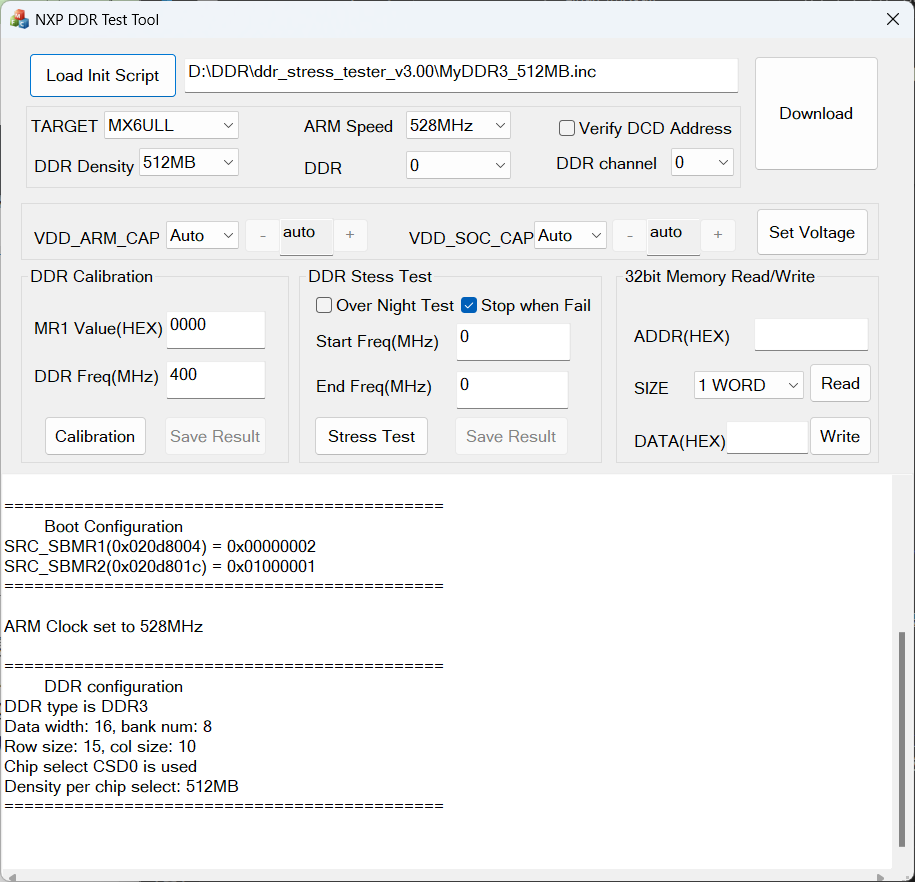 NXP DDR Test Tool
Load Init Script
D:\DDR\ddr_stress_tester_v3.00\MyDDR3_512MB.inc
Download
TARGET MX6ULL
ARM Speed 528MHz
Verify DCD Address
DDR Density 512MB
DDR 0
DDR channel 0
VDD_ARM_CAP Auto - auto +
VDD_SOC_CAP Auto - auto +
Set Voltage
DDR Calibration
MR1 Value(HEX) 0000
DDR Freq(MHz) 400
Calibration Save Result
DDR Stess Test
Over Night Test Stop when Fail
Start Freq(MHz) 0
End Freq(MHz) 0
Stress Test Save Result
32bit Memory Read/Write
ADDR(HEX)
SIZE 1 WORD Read
DATA(HEX) Write
============================================
Boot Configuration
SRC_SBMR1(0x020d8004) = 0x00000002
SRC_SBMR2(0x020d801c) = 0x01000001
============================================
ARM Clock set to 528MHz
============================================
DDR configuration
DDR type is DDR3
Data width: 16, bank num: 8
Row size: 15, col size: 10
Chip select CSD0 is used
Density per chip select: 512MB
============================================